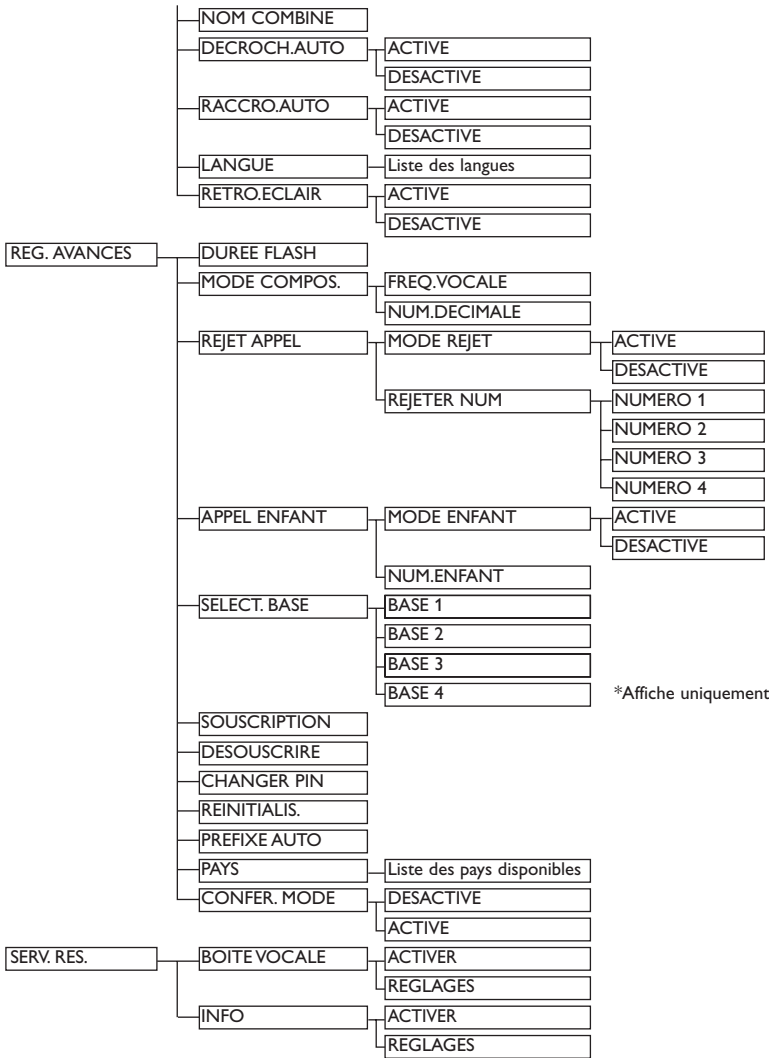 NOM COMBINE
DECROCH.AUTO ACTIVE
DESACTIVE
RACCRO.AUTO ACTIVE
DESACTIVE
LANGUE Liste des langues
RETRO.ECLAIR ACTIVE
DESACTIVE
REG. AVANCES DUREE FLASH
MODE COMPOS. FREQ.VOCALE
NUM.DECIMALE
REJET APPEL MODE REJET ACTIVE
DESACTIVE
REJETER NUM NUMERO 1
NUMERO 2
NUMERO 3
NUMERO 4
APPEL ENFANT MODE ENFANT ACTIVE
DESACTIVE
NUM.ENFANT
SELECT. BASE BASE 1
BASE 2
BASE 3
BASE 4 *Affiche uniquement
SOUSCRIPTION
DESOUSCRIRE
CHANGER PIN
REINITIALIS.
PREFIXE AUTO
PAYS Liste des pays disponibles
CONFER. MODE DESACTIVE
ACTIVE
SERV. RES. BOITE VOCALE ACTIVER
REGLAGES
INFO ACTIVER
REGLAGES